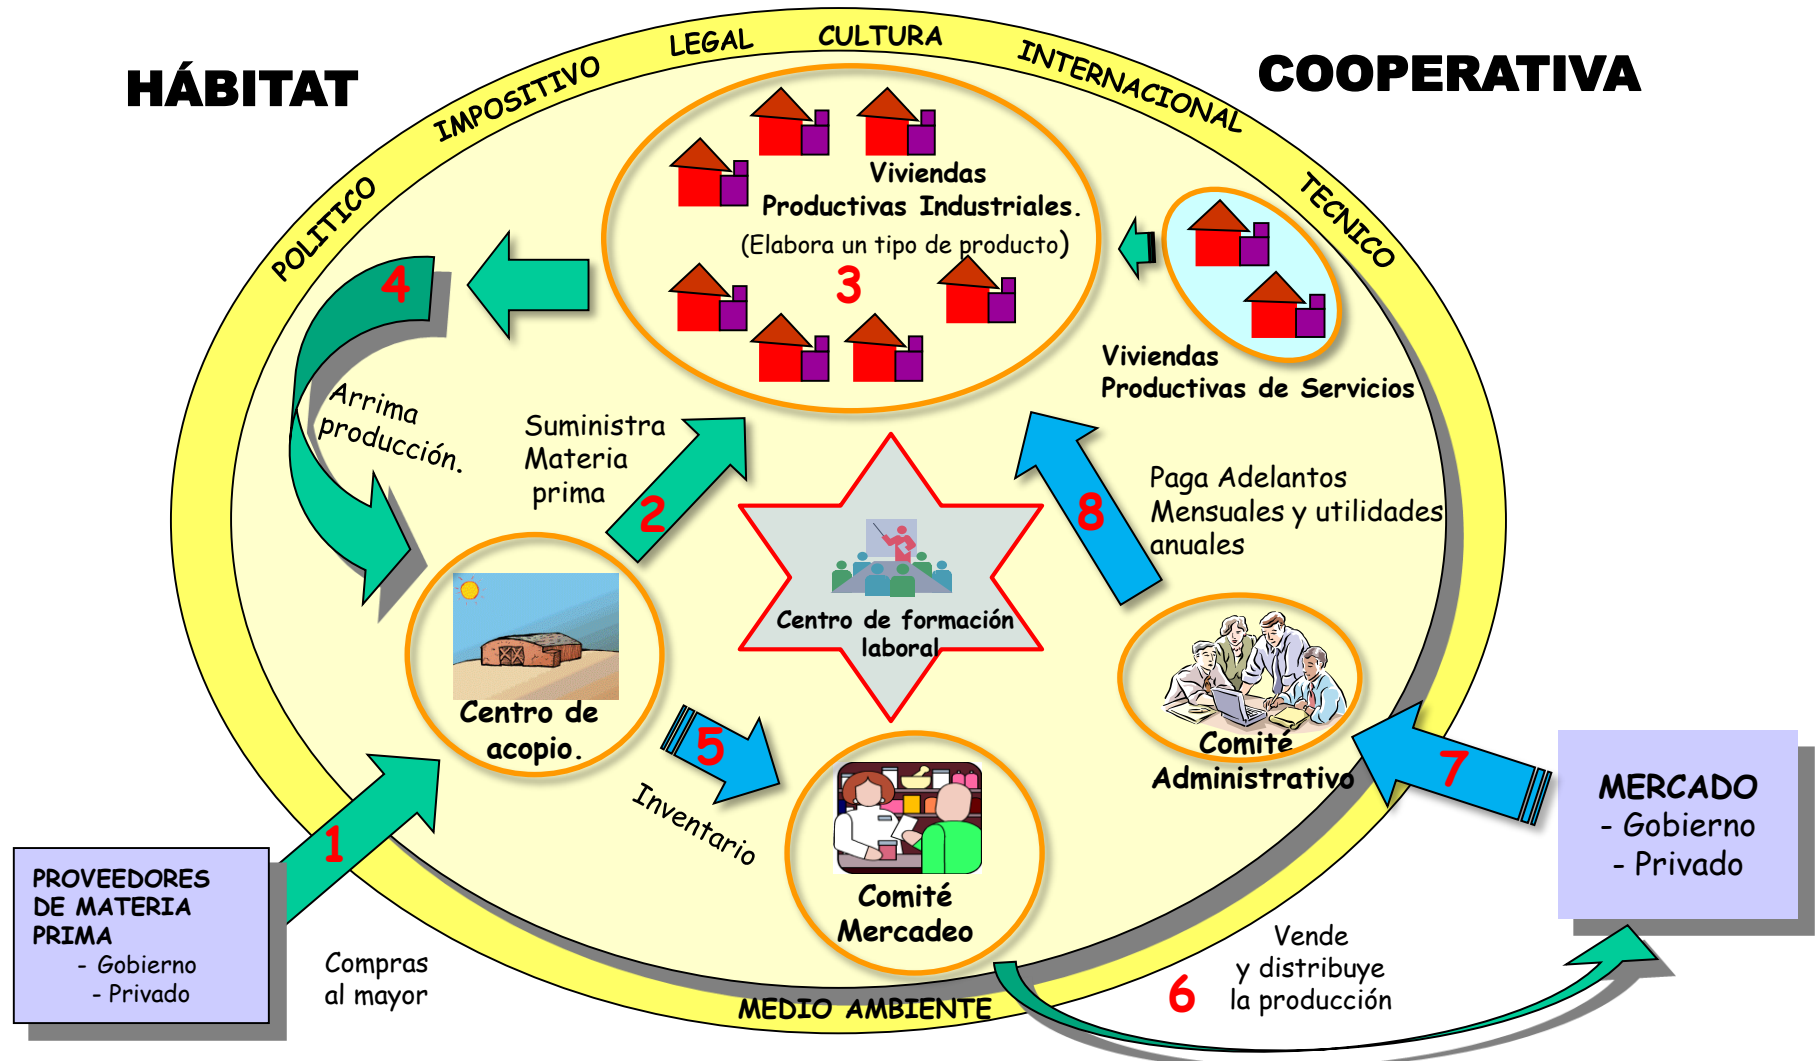 HÁBITAT
COOPERATIVA
POLITICO
IMPOSITIVO
LEGAL
CULTURA
INTERNACIONAL
TECNICO
MEDIO AMBIENTE
Viviendas
Productivas Industriales.
(Elabora un tipo de producto)
3
Viviendas
Productivas de Servicios
4
Arrima
producción.
Suministra
Materia
prima
2
8
Paga Adelantos
Mensuales y utilidades
anuales
Centro de formación
laboral
Centro de
acopio.
5
Inventario
Comité
Mercadeo
Comité
Administrativo
7
MERCADO
- Gobierno
- Privado
1
PROVEEDORES
DE MATERIA
PRIMA
- Gobierno
- Privado
Compras
al mayor
6
Vende
y distribuye
la producción